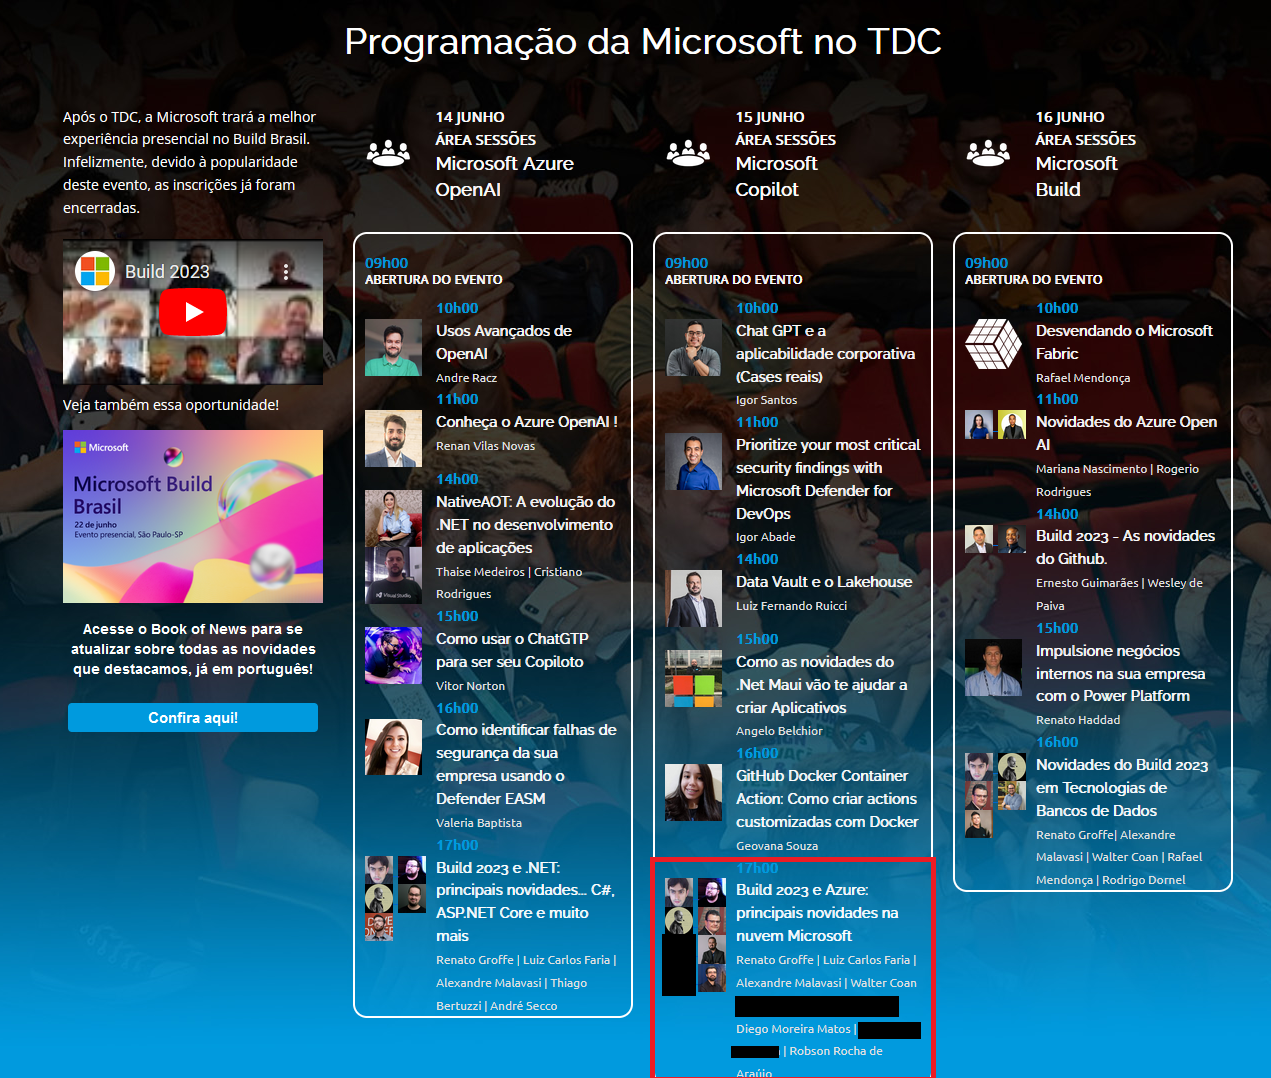 Programação da Microsoft no TDC
Após o TDC, a Microsoft trará a melhor
experiência presencial no Build Brasil.
Infelizmente, devido à popularidade
deste evento, as inscrições já foram
encerradas.
Build 2023
Veja também essa oportunidade!
Microsoft
Microsoft Build
Brasil
22 de junho
Evento presencial, São Paulo-SP
Acesse o Book of News para se
atualizar sobre todas as novidades
que destacamos, já em português!
Confira aqui!
14 JUNHO
ÁREA SESSÕES
Microsoft Azure
OpenAI
09h00
ABERTURA DO EVENTO
10h00
Usos Avançados de
OpenAI
Andre Racz
11h00
Conheça o Azure OpenAI !
Renan Vilas Novas
14h00
NativeAOT: A evolução do
.NET no desenvolvimento
de aplicações
Thaise Medeiros | Cristiano
Rodrigues
Visual Studio
15h00
Como usar o ChatGTP
para ser seu Copiloto
Vitor Norton
16h00
Como identificar falhas de
segurança da sua
empresa usando o
Defender EASM
Valeria Baptista
17h00
Build 2023 e .NET:
principais novidades... C#,
ASP.NET Core e muito
mais
Renato Groffe | Luiz Carlos Faria |
Alexandre Malavasi | Thiago
Bertuzzi | André Secco
15 JUNHO
ÁREA SESSÕES
Microsoft
Copilot
09h00
ABERTURA DO EVENTO
10h00
Chat GPT e a
aplicabilidade corporativa
(Cases reais)
Igor Santos
11h00
Prioritize your most critical
security findings with
Microsoft Defender for
DevOps
Igor Abade
14h00
Data Vault e o Lakehouse
Luiz Fernando Ruicci
15h00
Como as novidades do
.Net Maui vão te ajudar a
criar Aplicativos
Angelo Belchior
16h00
GitHub Docker Container
Action: Como criar actions
customizadas com Docker
Geovana Souza
17h00
Build 2023 e Azure:
principais novidades na
nuvem Microsoft
Renato Groffe | Luiz Carlos Faria |
Alexandre Malavasi | Walter Coan
Diego Moreira Matos |
| Robson Rocha de
Araújo
16 JUNHO
ÁREA SESSÕES
Microsoft
Build
09h00
ABERTURA DO EVENTO
10h00
Desvendando o Microsoft
Fabric
Rafael Mendonça
11h00
Novidades do Azure Open
AI
Mariana Nascimento | Rogerio
Rodrigues
14h00
Build 2023 - As novidades
do Github.
Ernesto Guimarães | Wesley de
Paiva
15h00
Impulsione negócios
internos na sua empresa
com o Power Platform
Renato Haddad
16h00
Novidades do Build 2023
em Tecnologias de
Bancos de Dados
Renato Groffe| Alexandre
Malavasi | Walter Coan | Rafael
Mendonça | Rodrigo Dornel